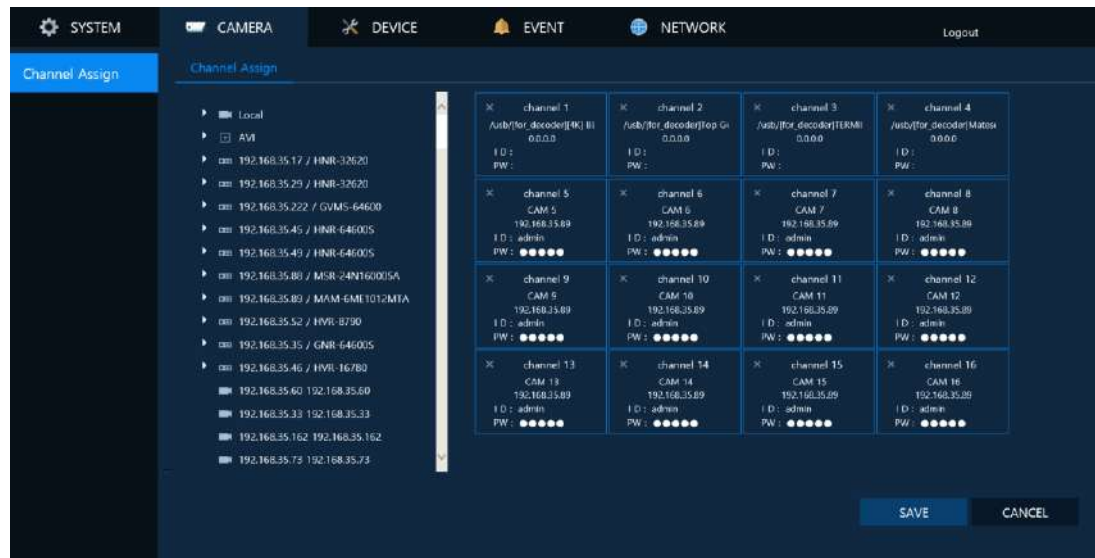 SYSTEM
CAMERA
DEVICE
EVENT
NETWORK
Logout
Channel Assign
Channel Assign
Local
AVI
192.168.35.17 / HNR-32620
192.168.35.29 / HNR-32620
192.168.35.222 / GVMS-64600
192.168.35.45 / HNR-64600S
192.168.35.49 / HNR-64600S
192.168.35.88 / MSR-24N16000SA
192.168.35.89 / MAM-6ME1012MTA
192.168.35.52 / HVR-8790
192.168.35.35 / GNR-64600S
192.168.35.46 / HVR-16780
192.168.35.60 192.168.35.60
192.168.35.33 192.168.35.33
192.168.35.162 192.168.35.162
192.168.35.73 192.168.35.73
channel 1
/usb/[for_decoder][4K]
0.0.0.0
ID :
PW :
channel 2
/usb/[for_decoder]Top
0.0.0.0
ID :
PW :
channel 3
/usb/[for_decoder]TERMI
0.0.0.0
ID :
PW :
channel 4
/usb/[for_decoder]Mates
0.0.0.0
ID :
PW :
channel 5
CAM 5
192.168.35.89
ID : admin
PW : ●●●●●
channel 6
CAM 6
192.168.35.89
ID : admin
PW : ●●●●●
channel 7
CAM 7
192.168.35.89
ID : admin
PW : ●●●●●
channel 8
CAM 8
192.168.35.89
ID : admin
PW : ●●●●●
channel 9
CAM 9
192.168.35.89
ID : admin
PW : ●●●●●
channel 10
CAM 10
192.168.35.89
ID : admin
PW : ●●●●●
channel 11
CAM 11
192.168.35.89
ID : admin
PW : ●●●●●
channel 12
CAM 12
192.168.35.89
ID : admin
PW : ●●●●●
channel 13
CAM 13
192.168.35.89
ID : admin
PW : ●●●●●
channel 14
CAM 14
192.168.35.89
ID : admin
PW : ●●●●●
channel 15
CAM 15
192.168.35.89
ID : admin
PW : ●●●●●
channel 16
CAM 16
192.168.35.89
ID : admin
PW : ●●●●●
SAVE
CANCEL